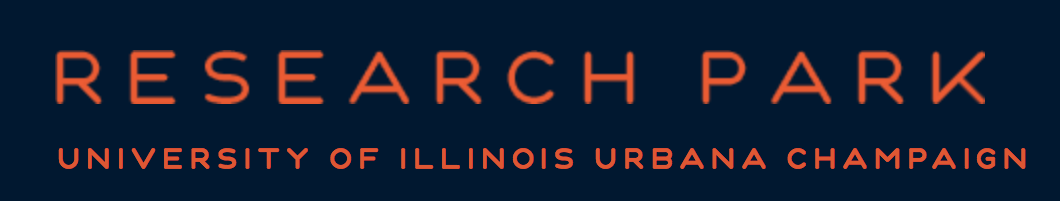 RESEARCH PARK
UNIVERSITY OF ILLINOIS URBANA CHAMPAIGN